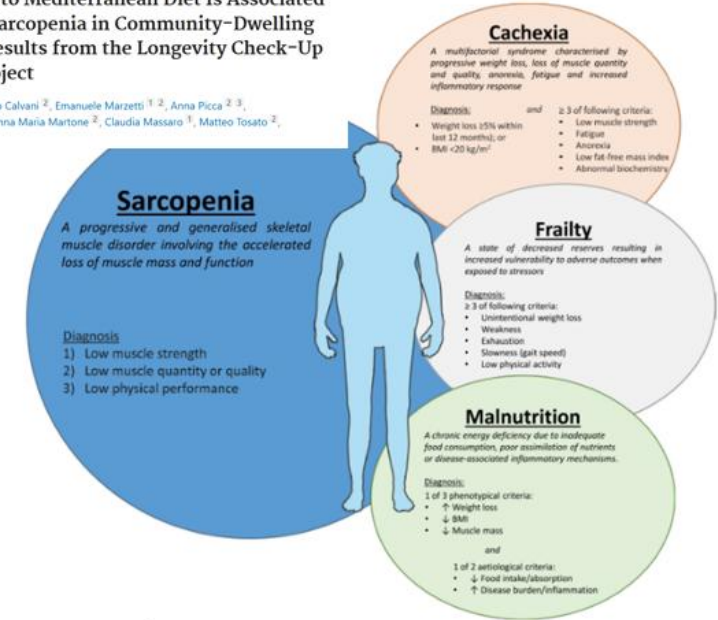 to Mediterranean Diet Is Associated
arcopenia in Community-Dwelling
esults from the Longevity Check-Up
ject
Calvani 2, Emanuele Marzetti 1 2, Anna Picca 2 3,
nna Maria Martone 2, Claudia Massaro 1, Matteo Tosato 2,
Sarcopenia
A progressive and generalised skeletal
muscle disorder involving the accelerated
loss of muscle mass and function
Diagnosis
1) Low muscle strength
2) Low muscle quantity or quality
3) Low physical performance
Cachexia
A multifactorial syndrome characterised by
progressive weight loss, loss of muscle quantity
and quality, anorexia, fatigue and increased
inflammatory response
Diagnosis:
• Weight loss ≥5% within
last 12 months); or
• BMI <20 kg/m²
and
≥ 3 of following criteria:
• Low muscle strength
• Fatigue
• Anorexia
• Low fat-free mass index
• Abnormal biochemistry
Frailty
A state of decreased reserves resulting in
increased vulnerability to adverse outcomes when
exposed to stressors
Diagnosis:
≥ 3 of following criteria:
• Unintentional weight loss
• Weakness
• Exhaustion
• Slowness (gait speed)
• Low physical activity
Malnutrition
A chronic energy deficiency due to inadequate
food consumption, poor assimilation of nutrients
or disease-associated inflammatory mechanisms.
Diagnosis:
1 of 3 phenotypical criteria:
• ↑ Weight loss
• ↓ BMI
• ↓ Muscle mass
and
1 of 2 aetiological criteria:
• ↓ Food intake/absorption
• ↑ Disease burden/inflammation